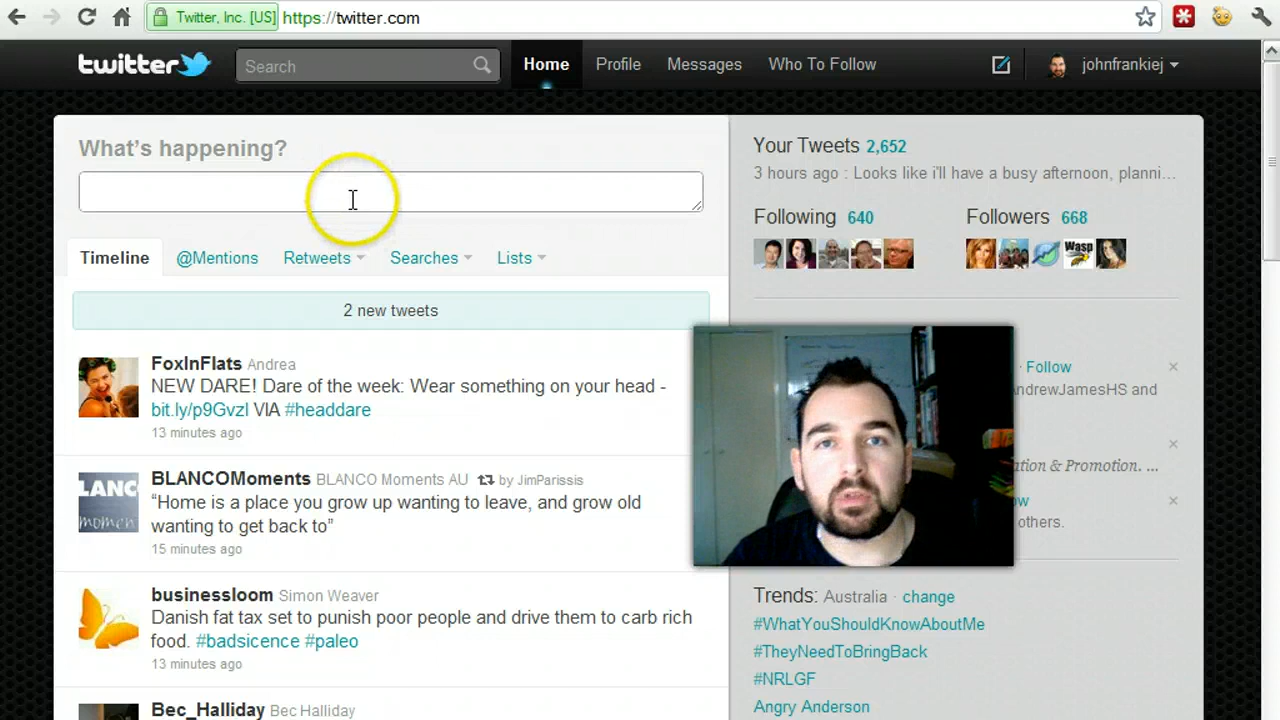 Twitter, Inc. [US] https://twitter.com
twitter Search Home Profile Messages Who To Follow johnfrankiej
What's happening?
Timeline @Mentions Retweets Searches Lists
2 new tweets
FoxInFlats Andrea
NEW DARE! Dare of the week: Wear something on your head -
bit.ly/p9Gvzl VIA #headdare
13 minutes ago
BLANCOMoments BLANCO Moments AU by JimParissis
“Home is a place you grow up wanting to leave, and grow old
wanting to get back to”
15 minutes ago
businessloom Simon Weaver
Danish fat tax set to punish poor people and drive them to carb rich
food. #badsicence #paleo
13 minutes ago
Bec_Halliday Bec Halliday
Your Tweets 2,652
3 hours ago : Looks like i'll have a busy afternoon, planni...
Following 640 Followers 668
Wasp
· Follow
AndrewJamesHS and
& Promotion. ...
others.
Trends: Australia · change
#WhatYouShouldKnowAboutMe
#TheyNeedToBringBack
#NRLGF
Angry Anderson
BLANC
momen